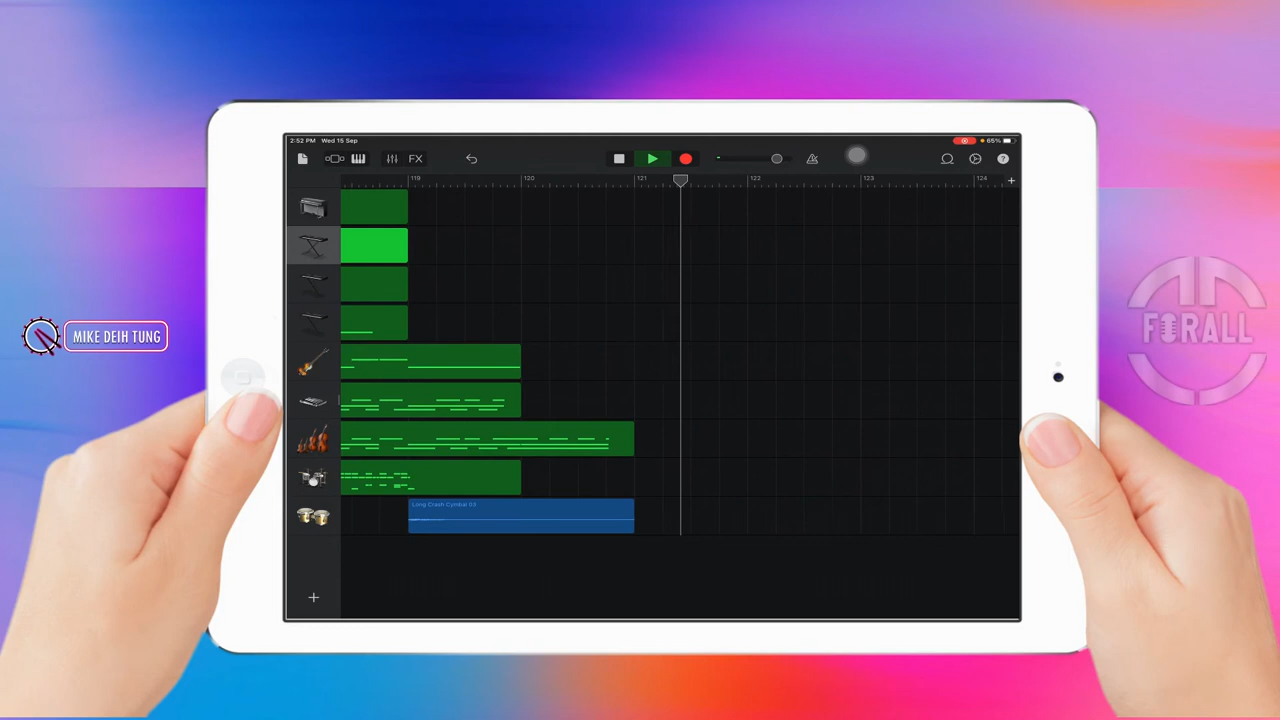 2:52 PM Wed 15 Sep
65%
FX
?
119 120 121 122 123 124
+
Long Crash Cymbal 03
+
MIKE DEIH TUNG
FORALL